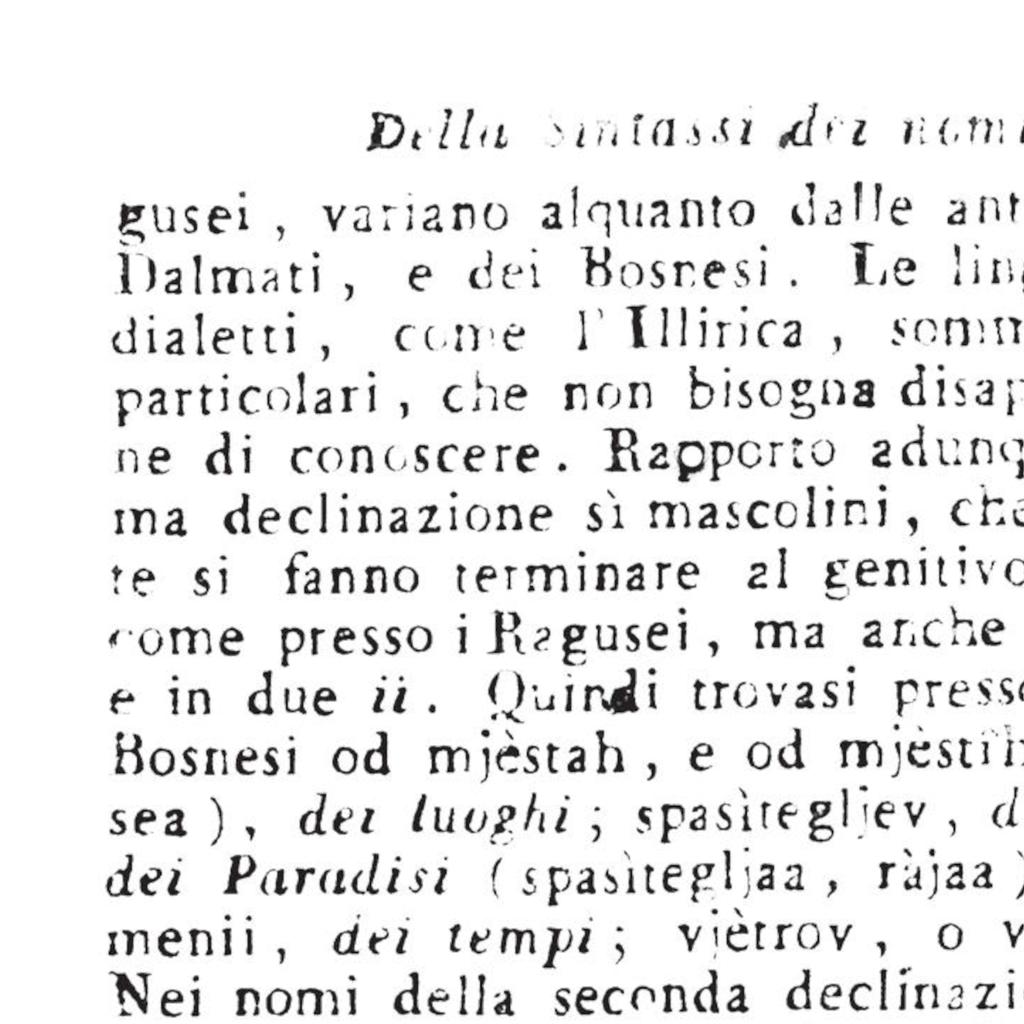 Della Sintassi dei nomi
gusei, variano alquanto dalle ant
Dalmati, e dei Bosnesi. Le ling
dialetti, come l'Illirica, somm
particolari, che non bisogna disap
ne di conoscere. Rapporto adunq
ma declinazione sì mascolini, che
te si fanno terminare al genitivo
come presso i Ragusei, ma anche
e in due ii. Quindi trovasi presso
Bosnesi od mjèstah, e od mjèstih
sea), dei luoghi; spasìtegljev, d
dei Paradisi (spasìtegljaa, ràjaa)
menii, dei tempi; vjètrov, o v
Nei nomi della seconda declinazi